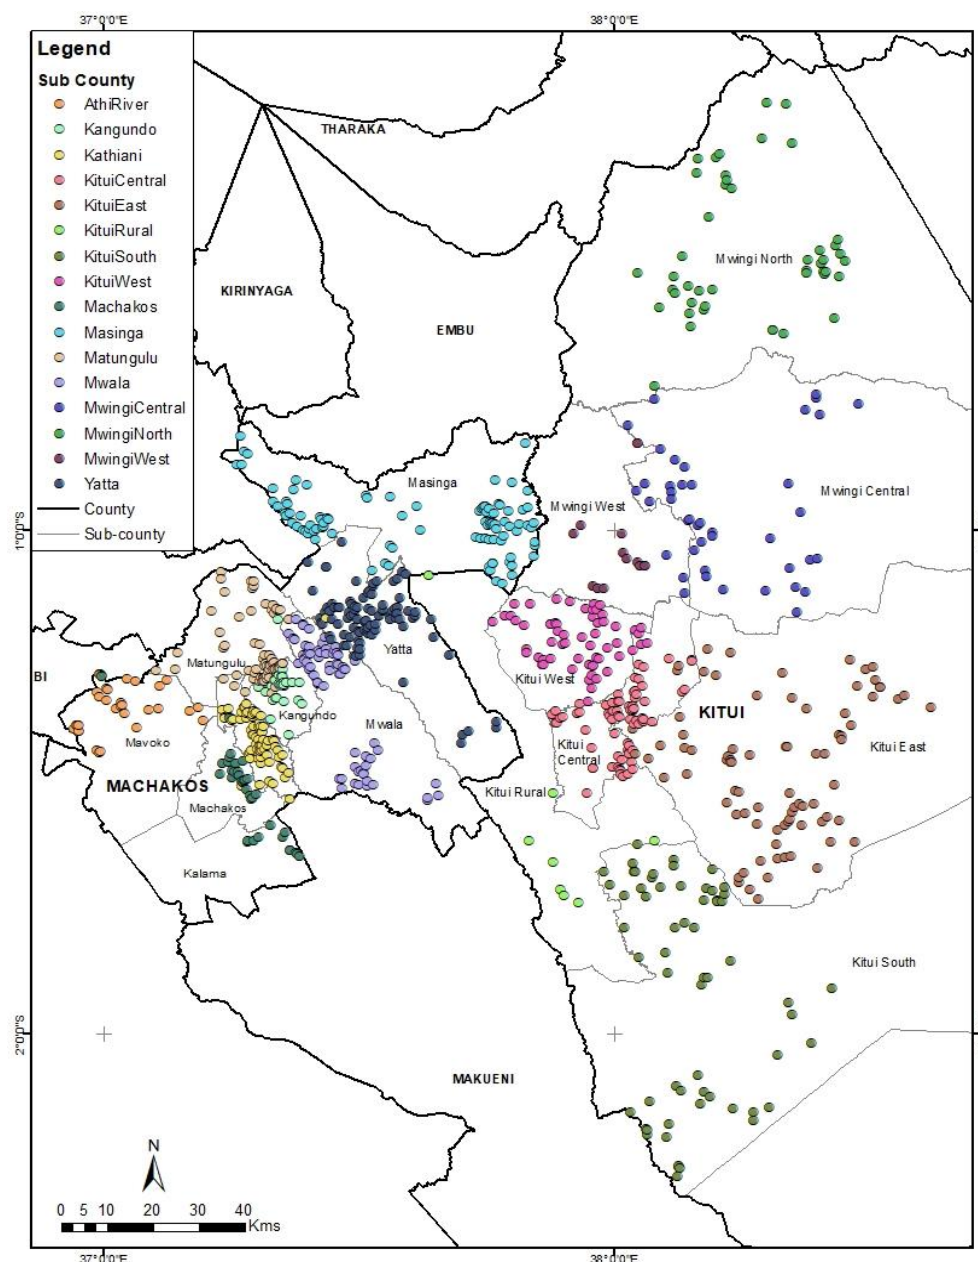 37°0'0"E
38°0'0"E
Legend
Sub County
AthiRiver
Kangundo
Kathiani
KituiCentral
KituiEast
KituiRural
KituiSouth
KituiWest
Machakos
Masinga
Matungulu
Mwala
MwingiCentral
MwingiNorth
MwingiWest
Yatta
County
Sub-county
THARAKA
Mwingi North
KIRINYAGA
EMBU
Masinga
Mwingi Central
Mwingi West
1°0'0"S
Yatta
Matungulu
BI
Kitui West
Kangundo
Mwala
KITUI
Mavoko
Kitui East
Kitui
Central
MACHAKOS
Kitui Rural
Machakos
Kalama
Kitui South
2°0'0"S
MAKUENI
N
0 5 10 20 30 40
Kms
37°0'0"E
38°0'0"E